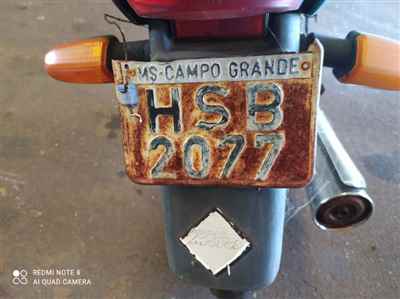 MS-CAMPO GRANDE
HSB
2077
REDMI NOTE 8
AI QUAD CAMERA